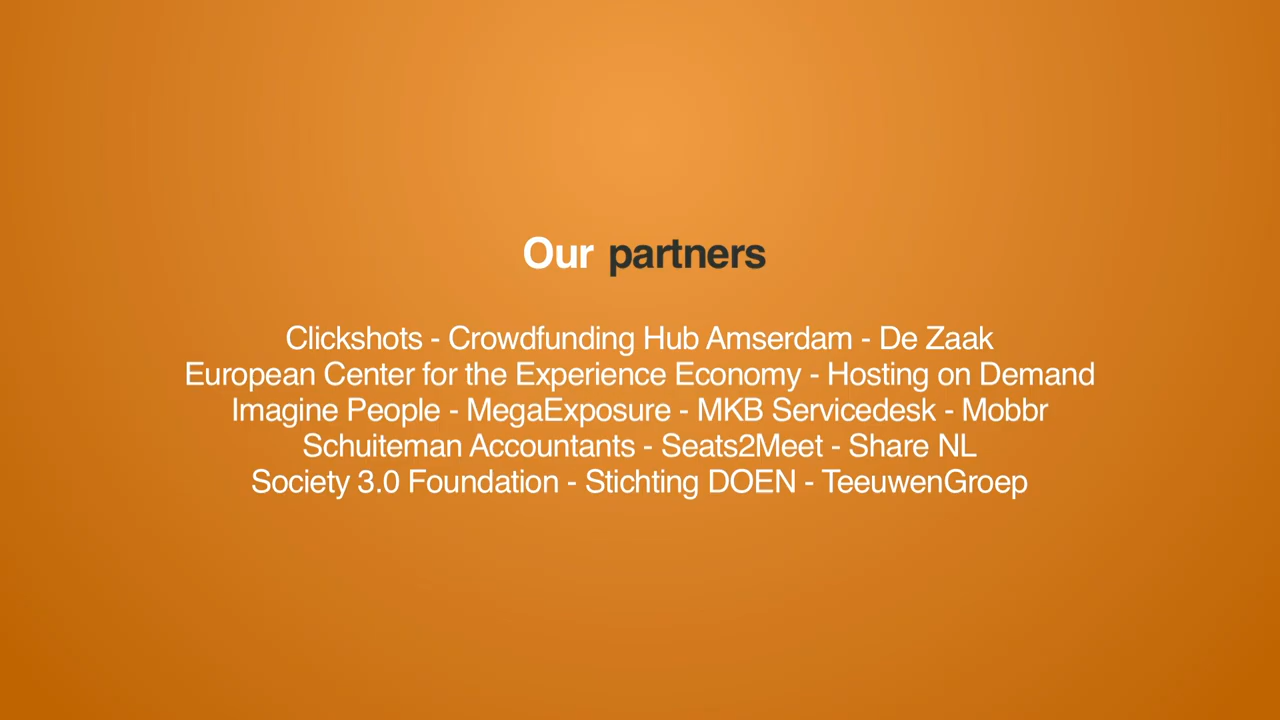 Our partners
Clickshots - Crowdfunding Hub Amserdam - De Zaak
European Center for the Experience Economy - Hosting on Demand
Imagine People - MegaExposure - MKB Servicedesk - Mobbr
Schuiteman Accountants - Seats2Meet - Share NL
Society 3.0 Foundation - Stichting DOEN - TeeuwenGroep